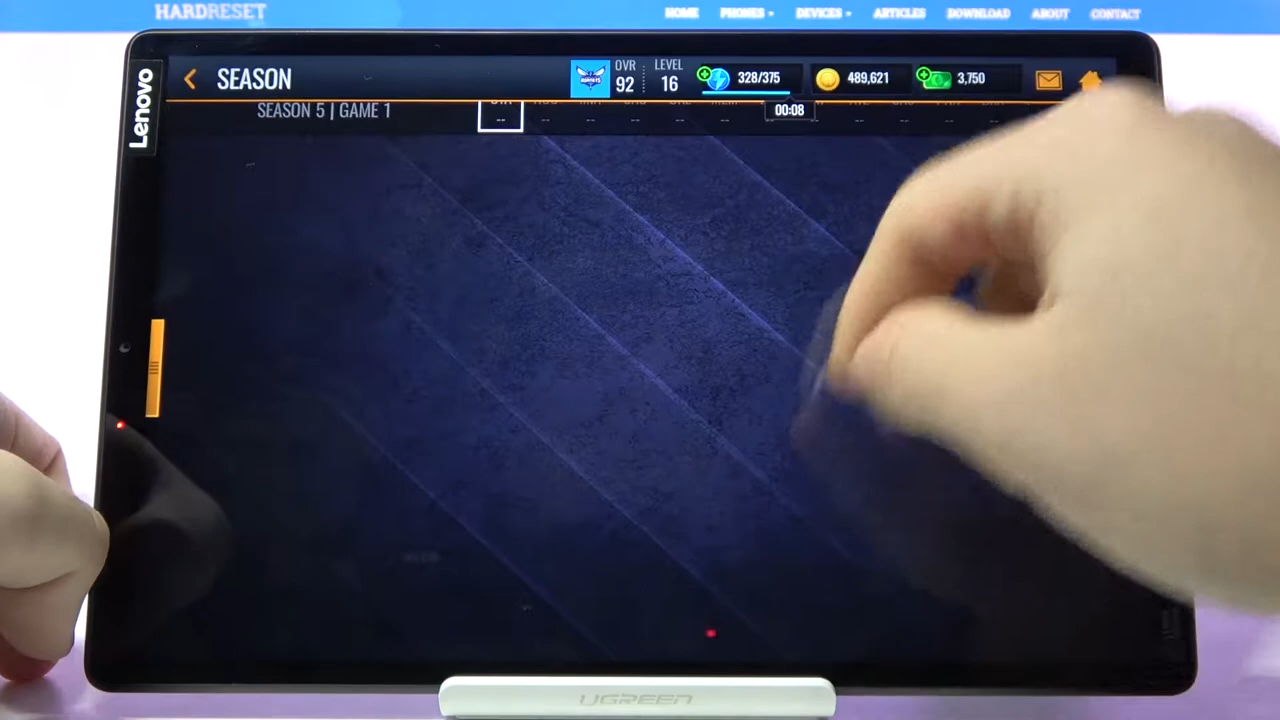 HARDRESET
HOME PHONES DEVICES ARTICLES DOWNLOAD ABOUT CONTACT
Lenovo
SEASON
OVR 92
LEVEL 16
328/375
489,621
3,750
00:08
SEASON 5 | GAME 1
UGREEN